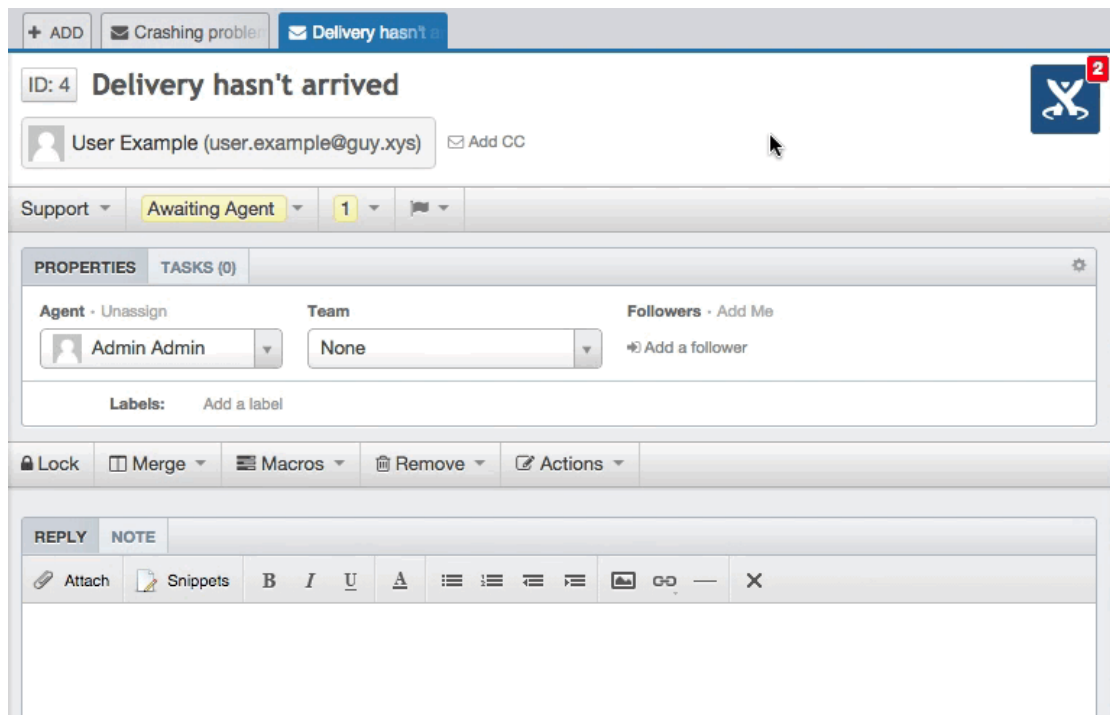 + ADD Crashing problem Delivery hasn't a
2
ID: 4 Delivery hasn't arrived
User Example (user.example@guy.xys) Add CC
Support Awaiting Agent 1
PROPERTIES TASKS (0)
Agent · Unassign Team Followers · Add Me
Admin Admin None Add a follower
Labels: Add a label
Lock Merge Macros Remove Actions
REPLY NOTE
Attach Snippets B I U A